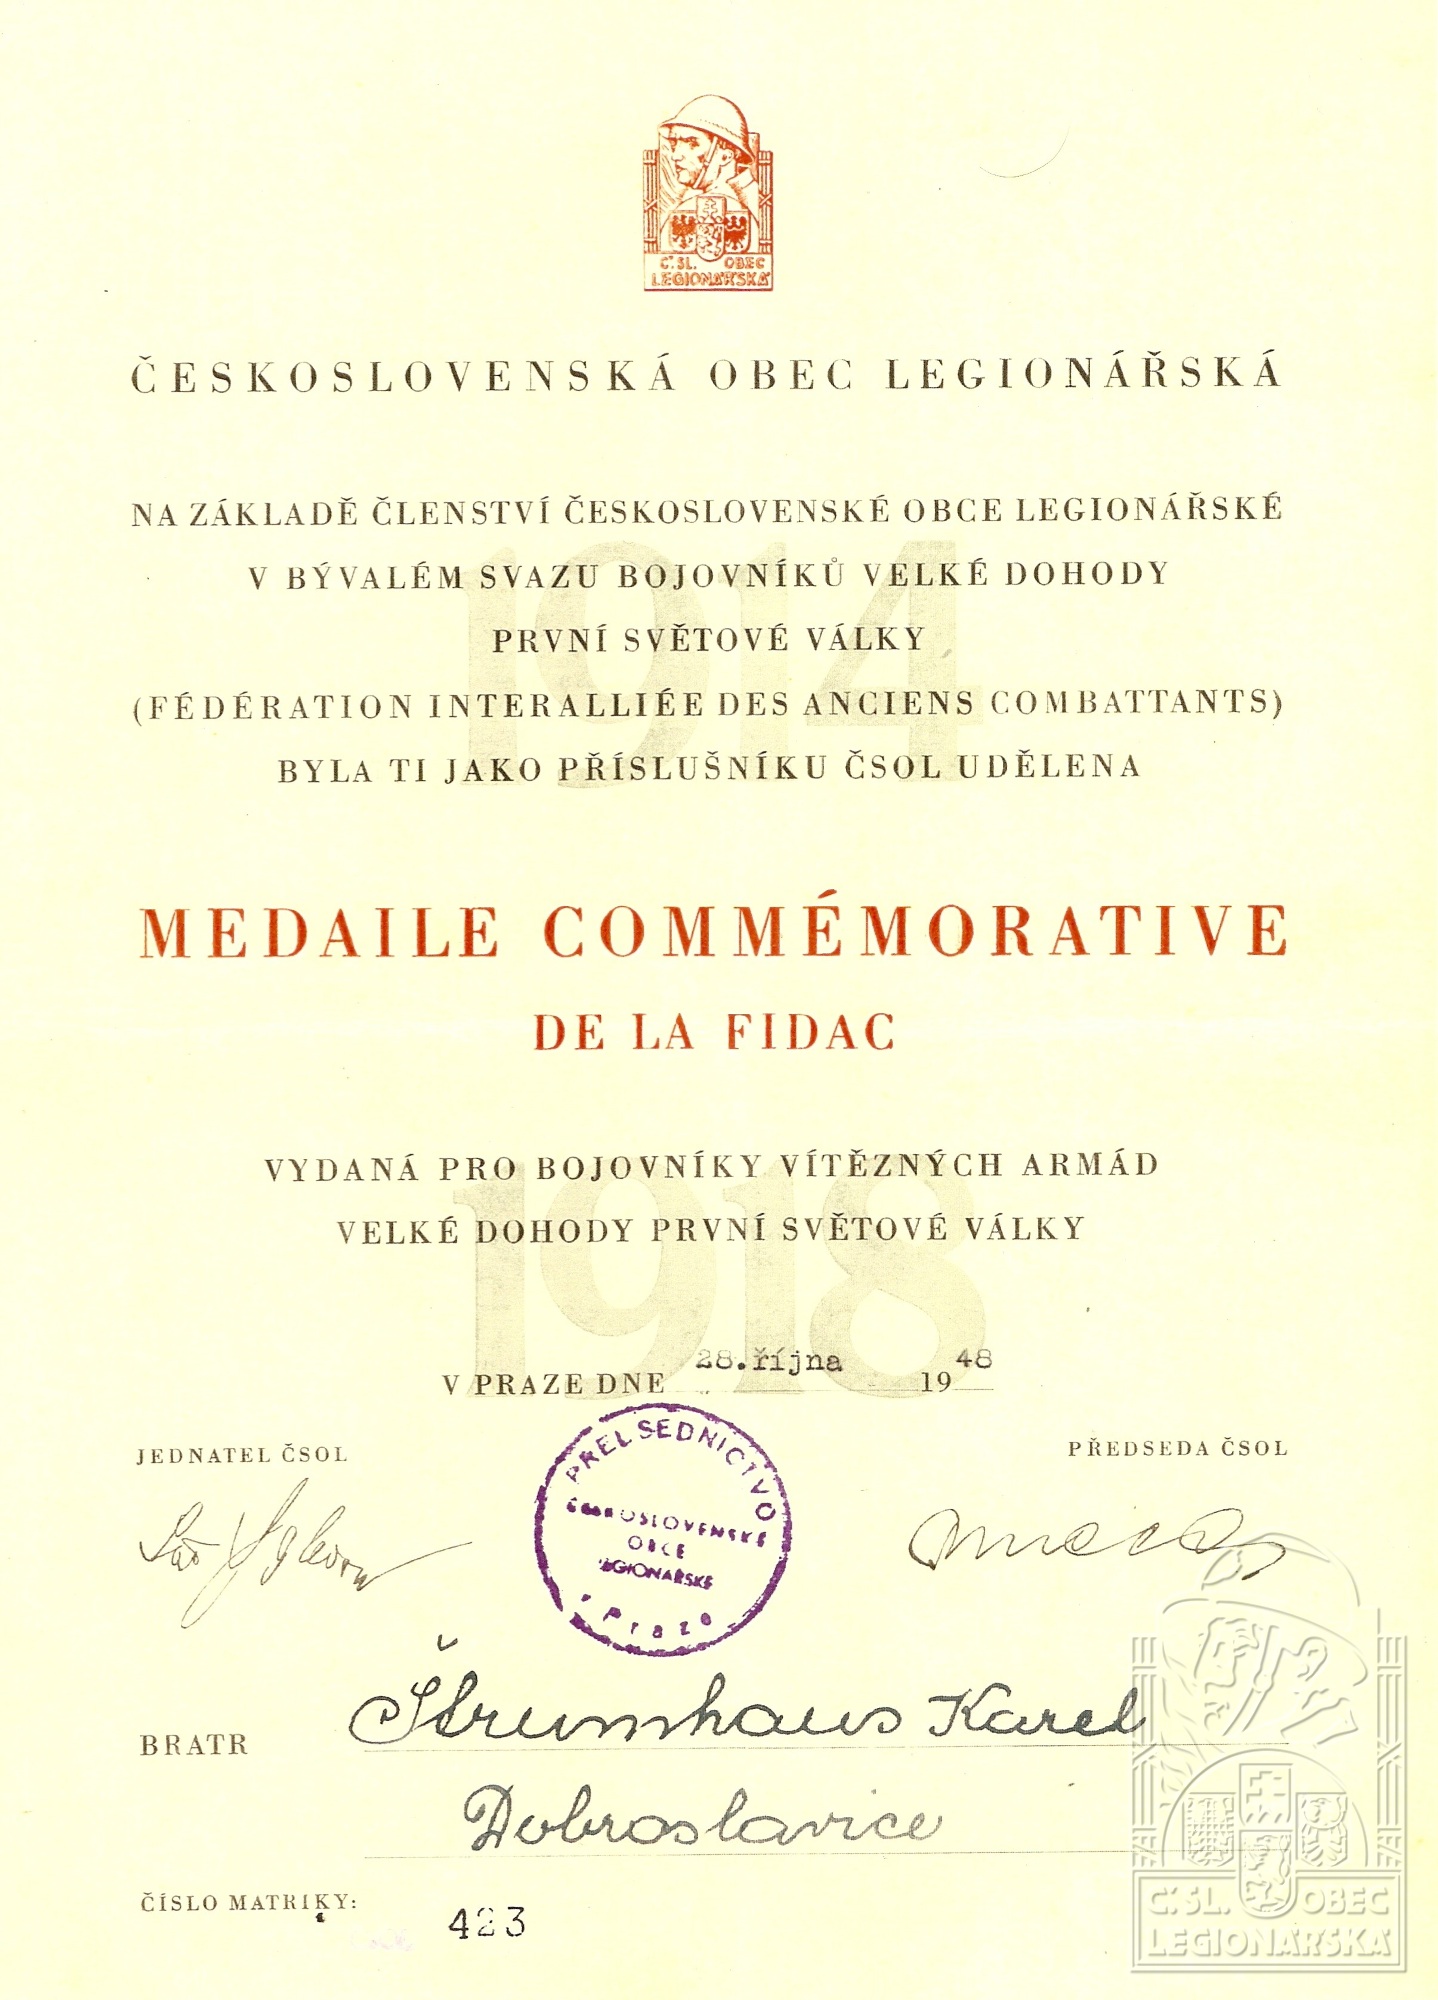 Č.SL. OBEC
LEGIONÁŘSKÁ
ČESKOSLOVENSKÁ OBEC LEGIONÁŘSKÁ
NA ZÁKLADĚ ČLENSTVÍ ČESKOSLOVENSKÉ OBCE LEGIONÁŘSKÉ
V BÝVALÉM SVAZU BOJOVNÍKŮ VELKÉ DOHODY
PRVNÍ SVĚTOVÉ VÁLKY
(FÉDÉRATION INTERALLIÉE DES ANCIENS COMBATTANTS)
BYLA TI JAKO PŘÍSLUŠNÍKU ČSOL UDĚLENA
1914
MEDAILE COMMÉMORATIVE
DE LA FIDAC
VYDANÁ PRO BOJOVNÍKY VÍTĚZNÝCH ARMÁD
VELKÉ DOHODY PRVNÍ SVĚTOVÉ VÁLKY
1918
V PRAZE DNE 28.října 1948
JEDNATEL ČSOL
PŘEDSEDA ČSOL
ČESKOSLOVENSKÉ
OBCE
LEGIONÁŘSKÉ
v Praze
BRATR Štrumhaus Karel
Dobroslavice
ČÍSLO MATRIKY: 423
Č.SL. OBEC
LEGIONÁŘSKÁ